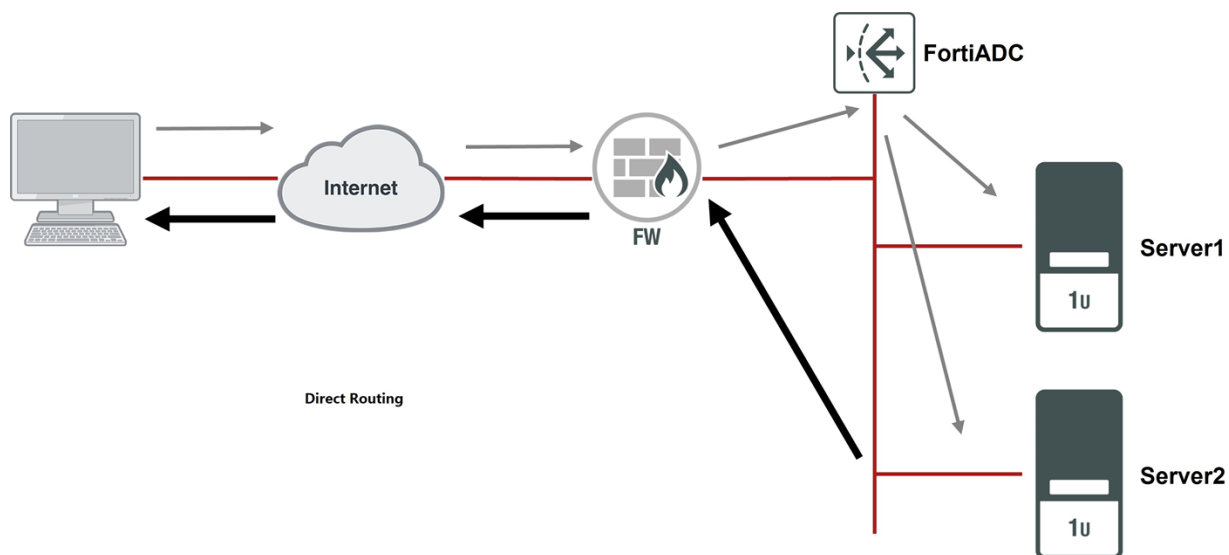 FortiADC
Internet
FW
Server1
1U
Direct Routing
Server2
1U